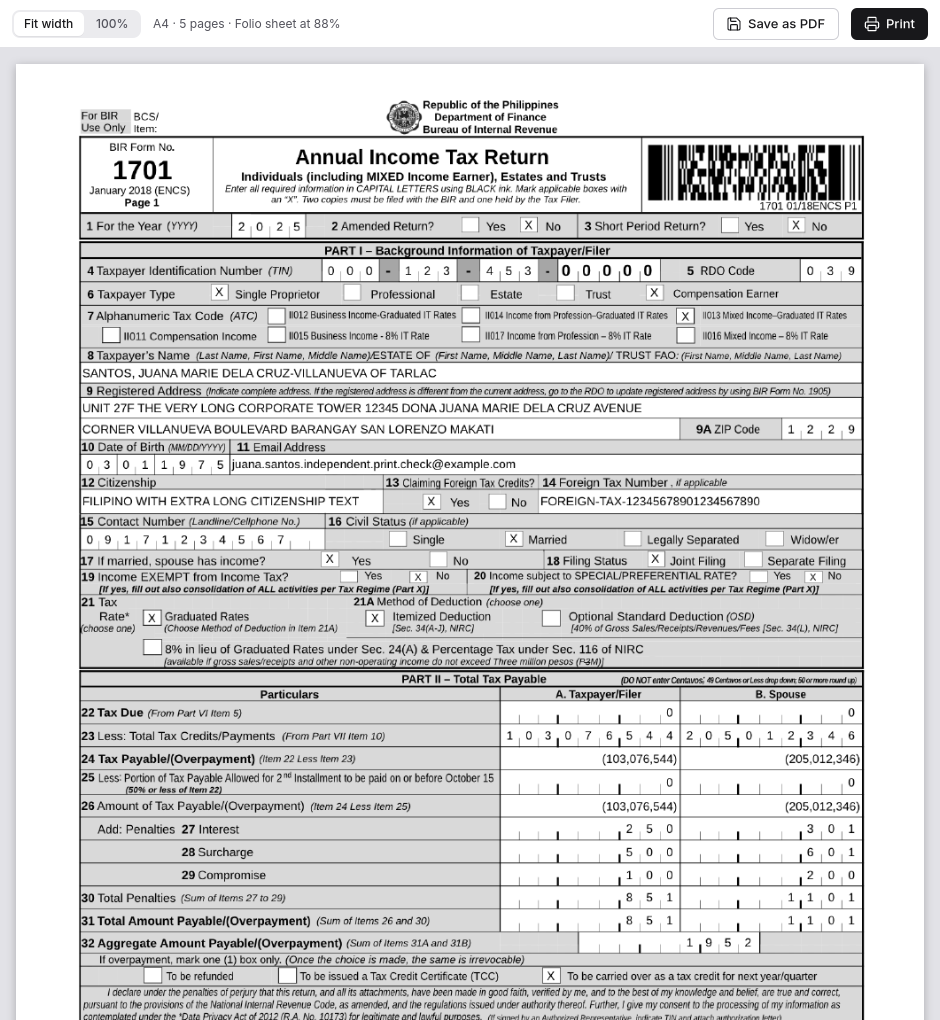 Fit width 100% A4 · 5 pages · Folio sheet at 88% Save as PDF Print
For BIR Use Only BCS/ Item:
Republic of the Philippines
Department of Finance
Bureau of Internal Revenue
BIR Form No.
1701
January 2018 (ENCS)
Page 1
Annual Income Tax Return
Individuals (including MIXED Income Earner), Estates and Trusts
Enter all required information in CAPITAL LETTERS using BLACK ink. Mark applicable boxes with
an "X". Two copies must be filed with the BIR and one held by the Tax Filer.
1701 01/18ENCS P1
1 For the Year (YYYY) 2 0 2 5 2 Amended Return? Yes X No 3 Short Period Return? Yes X No
PART I – Background Information of Taxpayer/Filer
4 Taxpayer Identification Number (TIN) 0 0 0 - 1 2 3 - 4 5 3 - 0 0 0 0 0 5 RDO Code 0 3 9
6 Taxpayer Type X Single Proprietor Professional Estate Trust X Compensation Earner
7 Alphanumeric Tax Code (ATC) II012 Business Income-Graduated IT Rates II014 Income from Profession–Graduated IT Rates X II013 Mixed Income–Graduated IT Rates
II011 Compensation Income II015 Business Income - 8% IT Rate II017 Income from Profession – 8% IT Rate II016 Mixed Income – 8% IT Rate
8 Taxpayer's Name (Last Name, First Name, Middle Name)/ESTATE OF (First Name, Middle Name, Last Name)/ TRUST FAO: (First Name, Middle Name, Last Name)
SANTOS, JUANA MARIE DELA CRUZ-VILLANUEVA OF TARLAC
9 Registered Address (Indicate complete address. If the registered address is different from the current address, go to the RDO to update registered address by using BIR Form No. 1905)
UNIT 27F THE VERY LONG CORPORATE TOWER 12345 DONA JUANA MARIE DELA CRUZ AVENUE
CORNER VILLANUEVA BOULEVARD BARANGAY SAN LORENZO MAKATI 9A ZIP Code 1 2 2 9
10 Date of Birth (MM/DD/YYYY) 11 Email Address
0 3 0 1 1 9 7 5 juana.santos.independent.print.check@example.com
12 Citizenship 13 Claiming Foreign Tax Credits? 14 Foreign Tax Number , if applicable
FILIPINO WITH EXTRA LONG CITIZENSHIP TEXT X Yes No FOREIGN-TAX-12345678901234567890
15 Contact Number (Landline/Cellphone No.) 16 Civil Status (if applicable)
0 9 1 7 1 2 3 4 5 6 7 Single X Married Legally Separated Widow/er
17 If married, spouse has income? X Yes No 18 Filing Status X Joint Filing Separate Filing
19 Income EXEMPT from Income Tax? Yes X No 20 Income subject to SPECIAL/PREFERENTIAL RATE? Yes X No
[If yes, fill out also consolidation of ALL activities per Tax Regime (Part X)] [If yes, fill out also consolidation of ALL activities per Tax Regime (Part X)]
21 Tax 21A Method of Deduction (choose one)
Rate* X Graduated Rates X Itemized Deduction Optional Standard Deduction (OSD)
(choose one) (Choose Method of Deduction in Item 21A) [Sec. 34(A-J), NIRC] [40% of Gross Sales/Receipts/Revenues/Fees [Sec. 34(L), NIRC]
8% in lieu of Graduated Rates under Sec. 24(A) & Percentage Tax under Sec. 116 of NIRC
[available if gross sales/receipts and other non-operating income do not exceed Three million pesos (₱3M)]
PART II – Total Tax Payable (DO NOT enter Centavos; 49 Centavos or Less drop down; 50 or more round up)
Particulars A. Taxpayer/Filer B. Spouse
22 Tax Due (From Part VI Item 5) 0 0
23 Less: Total Tax Credits/Payments (From Part VII Item 10) 1 0 3 0 7 6 5 4 4 2 0 5 0 1 2 3 4 6
24 Tax Payable/(Overpayment) (Item 22 Less Item 23) (103,076,544) (205,012,346)
25 Less: Portion of Tax Payable Allowed for 2nd Installment to be paid on or before October 15 0 0
(50% or less of Item 22)
26 Amount of Tax Payable/(Overpayment) (Item 24 Less Item 25) (103,076,544) (205,012,346)
Add: Penalties 27 Interest 2 5 0 3 0 1
28 Surcharge 5 0 0 6 0 1
29 Compromise 1 0 0 2 0 0
30 Total Penalties (Sum of Items 27 to 29) 8 5 1 1 1 0 1
31 Total Amount Payable/(Overpayment) (Sum of Items 26 and 30) 8 5 1 1 1 0 1
32 Aggregate Amount Payable/(Overpayment) (Sum of Items 31A and 31B) 1 9 5 2
If overpayment, mark one (1) box only. (Once the choice is made, the same is irrevocable)
To be refunded To be issued a Tax Credit Certificate (TCC) X To be carried over as a tax credit for next year/quarter
I declare under the penalties of perjury that this return, and all its attachments, have been made in good faith, verified by me, and to the best of my knowledge and belief, are true and correct,
pursuant to the provisions of the National Internal Revenue Code, as amended, and the regulations issued under authority thereof. Further, I give my consent to the processing of my information as
contemplated under the *Data Privacy Act of 2012 (R.A. No. 10173) for legitimate and lawful purposes. (If signed by an Authorized Representative, indicate TIN and attach authorization letter)